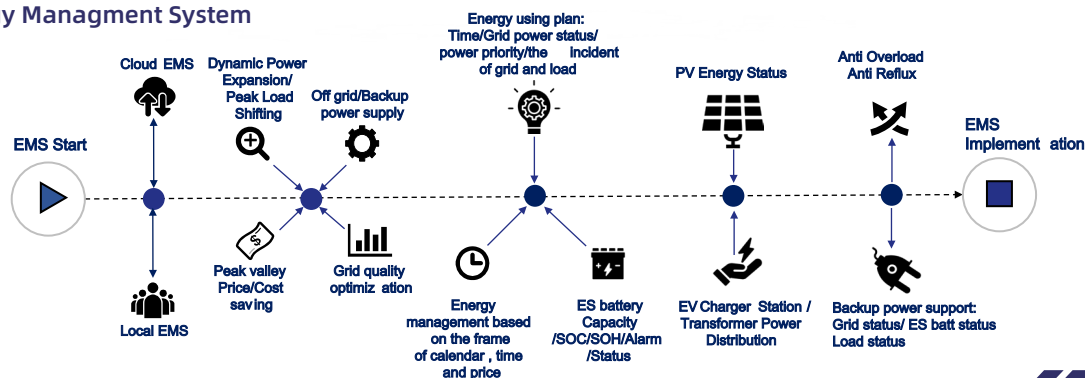 y Managment System
Energy using plan:
Time/Grid power status/
power priority/the incident
of grid and load
Cloud EMS
Dynamic Power
Expansion/
Peak Load
Shifting
Off grid/Backup
power supply
PV Energy Status
Anti Overload
Anti Reflux
EMS Start
EMS
Implement ation
Local EMS
Peak valley
Price/Cost
saving
Grid quality
optimiz ation
Energy
management based
on the frame
of calendar , time
and price
ES battery
Capacity
/SOC/SOH/Alarm
/Status
EV Charger Station /
Transformer Power
Distribution
Backup power support:
Grid status/ ES batt status
Load status